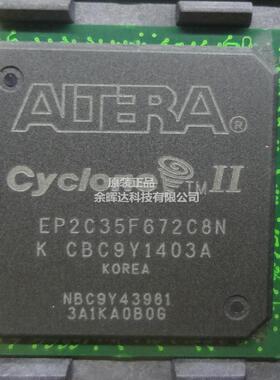 ALTERA®
Cyclone™ II
原装正品
余晖达科技有限公司
EP2C35F672C8N
K CBC9Y1403A
KOREA
NBC9Y43981
3A1KA0B0G